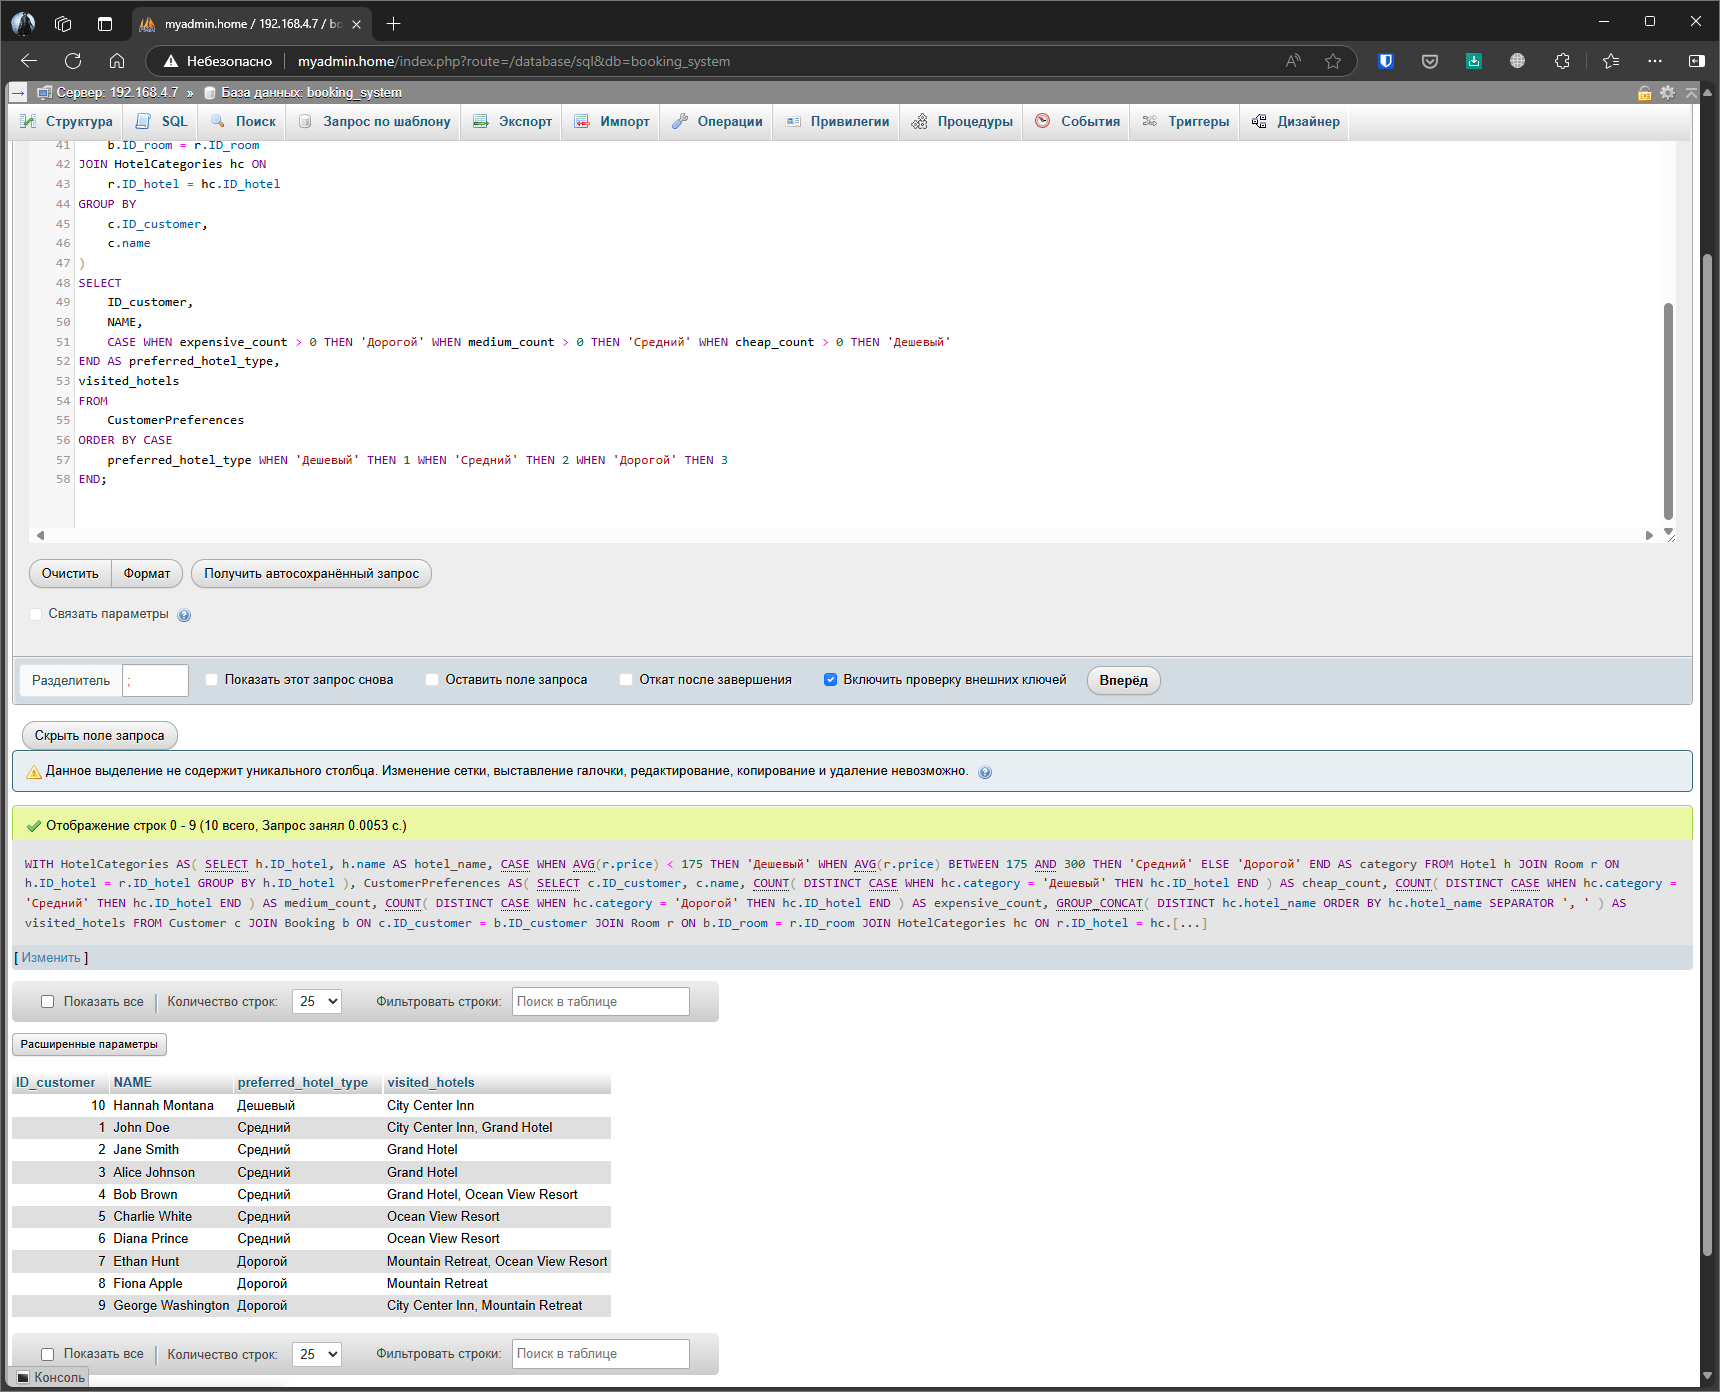 myadmin.home / 192.168.4.7 / bo
Небезопасно
myadmin.home/index.php?route=/database/sql&db=booking_system
Сервер: 192.168.4.7 » База данных: booking_system
Структура SQL Поиск Запрос по шаблону Экспорт Импорт Операции Привилегии Процедуры События Триггеры Дизайнер
41 b.ID_room = r.ID_room
42 JOIN HotelCategories hc ON
43 r.ID_hotel = hc.ID_hotel
44 GROUP BY
45 c.ID_customer,
46 c.name
47 )
48 SELECT
49 ID_customer,
50 NAME,
51 CASE WHEN expensive_count > 0 THEN 'Дорогой' WHEN medium_count > 0 THEN 'Средний' WHEN cheap_count > 0 THEN 'Дешевый'
52 END AS preferred_hotel_type,
53 visited_hotels
54 FROM
55 CustomerPreferences
56 ORDER BY CASE
57 preferred_hotel_type WHEN 'Дешевый' THEN 1 WHEN 'Средний' THEN 2 WHEN 'Дорогой' THEN 3
58 END;
Очистить Формат Получить автосохранённый запрос
Связать параметры
Разделитель ; Показать этот запрос снова Оставить поле запроса Откат после завершения Включить проверку внешних ключей Вперёд
Скрыть поле запроса
Данное выделение не содержит уникального столбца. Изменение сетки, выставление галочки, редактирование, копирование и удаление невозможно.
Отображение строк 0 - 9 (10 всего, Запрос занял 0.0053 с.)
WITH HotelCategories AS( SELECT h.ID_hotel, h.name AS hotel_name, CASE WHEN AVG(r.price) < 175 THEN 'Дешевый' WHEN AVG(r.price) BETWEEN 175 AND 300 THEN 'Средний' ELSE 'Дорогой' END AS category FROM Hotel h JOIN Room r ON
h.ID_hotel = r.ID_hotel GROUP BY h.ID_hotel ), CustomerPreferences AS( SELECT c.ID_customer, c.name, COUNT( DISTINCT CASE WHEN hc.category = 'Дешевый' THEN hc.ID_hotel END ) AS cheap_count, COUNT( DISTINCT CASE WHEN hc.category =
'Средний' THEN hc.ID_hotel END ) AS medium_count, COUNT( DISTINCT CASE WHEN hc.category = 'Дорогой' THEN hc.ID_hotel END ) AS expensive_count, GROUP_CONCAT( DISTINCT hc.hotel_name ORDER BY hc.hotel_name SEPARATOR ', ' ) AS
visited_hotels FROM Customer c JOIN Booking b ON c.ID_customer = b.ID_customer JOIN Room r ON b.ID_room = r.ID_room JOIN HotelCategories hc ON r.ID_hotel = hc.[...]
[ Изменить ]
Показать все Количество строк: 25 Фильтровать строки: Поиск в таблице
Расширенные параметры
ID_customer NAME preferred_hotel_type visited_hotels
10 Hannah Montana Дешевый City Center Inn
1 John Doe Средний City Center Inn, Grand Hotel
2 Jane Smith Средний Grand Hotel
3 Alice Johnson Средний Grand Hotel
4 Bob Brown Средний Grand Hotel, Ocean View Resort
5 Charlie White Средний Ocean View Resort
6 Diana Prince Средний Ocean View Resort
7 Ethan Hunt Дорогой Mountain Retreat, Ocean View Resort
8 Fiona Apple Дорогой Mountain Retreat
9 George Washington Дорогой City Center Inn, Mountain Retreat
Показать все Количество строк: 25 Фильтровать строки: Поиск в таблице
Консоль